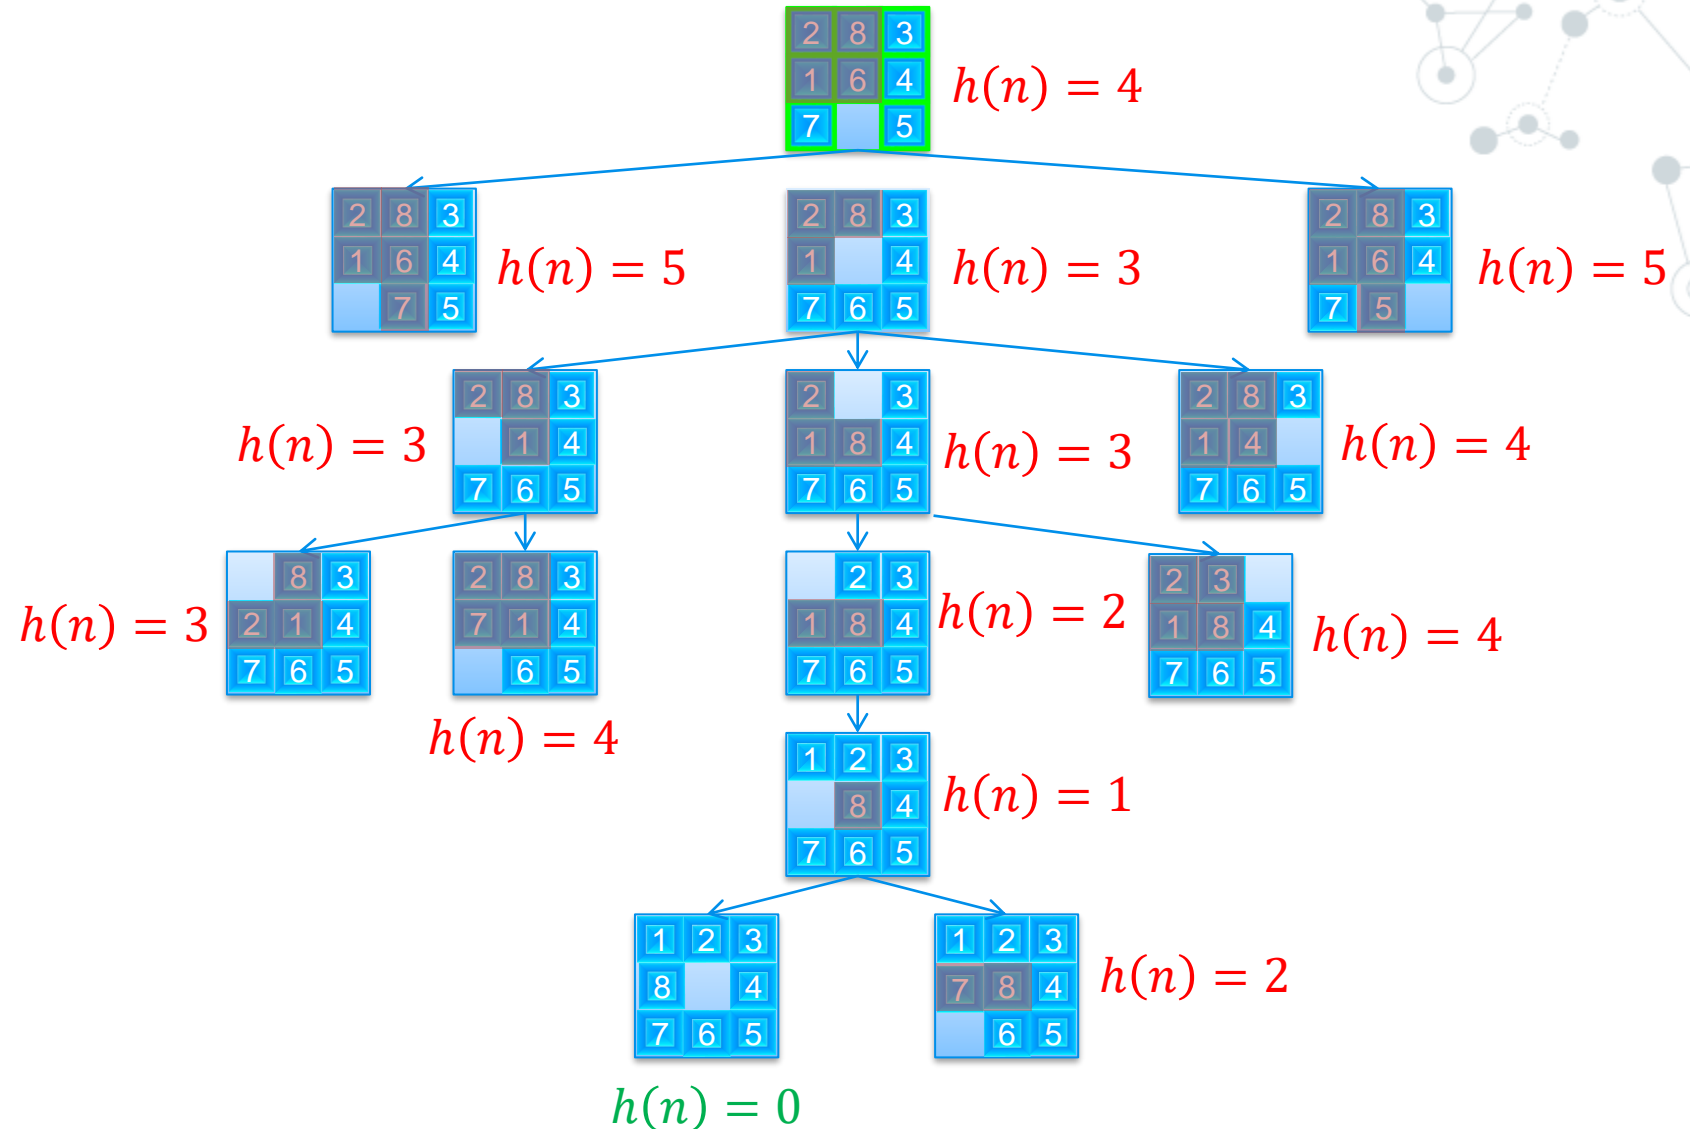 2 8 3
1 6 4
7 5
h(n) = 4
2 8 3
1 6 4
7 5
h(n) = 5
2 8 3
1 4
7 6 5
h(n) = 3
2 8 3
1 6 4
7 5
h(n) = 5
h(n) = 3
2 8 3
1 4
7 6 5
2 3
1 8 4
7 6 5
h(n) = 3
2 8 3
1 4
7 6 5
h(n) = 4
h(n) = 3
8 3
2 1 4
7 6 5
2 8 3
7 1 4
6 5
h(n) = 4
2 3
1 8 4
7 6 5
h(n) = 2
2 3
1 8 4
7 6 5
h(n) = 4
1 2 3
8 4
7 6 5
h(n) = 1
1 2 3
8 4
7 6 5
h(n) = 0
1 2 3
7 8 4
6 5
h(n) = 2